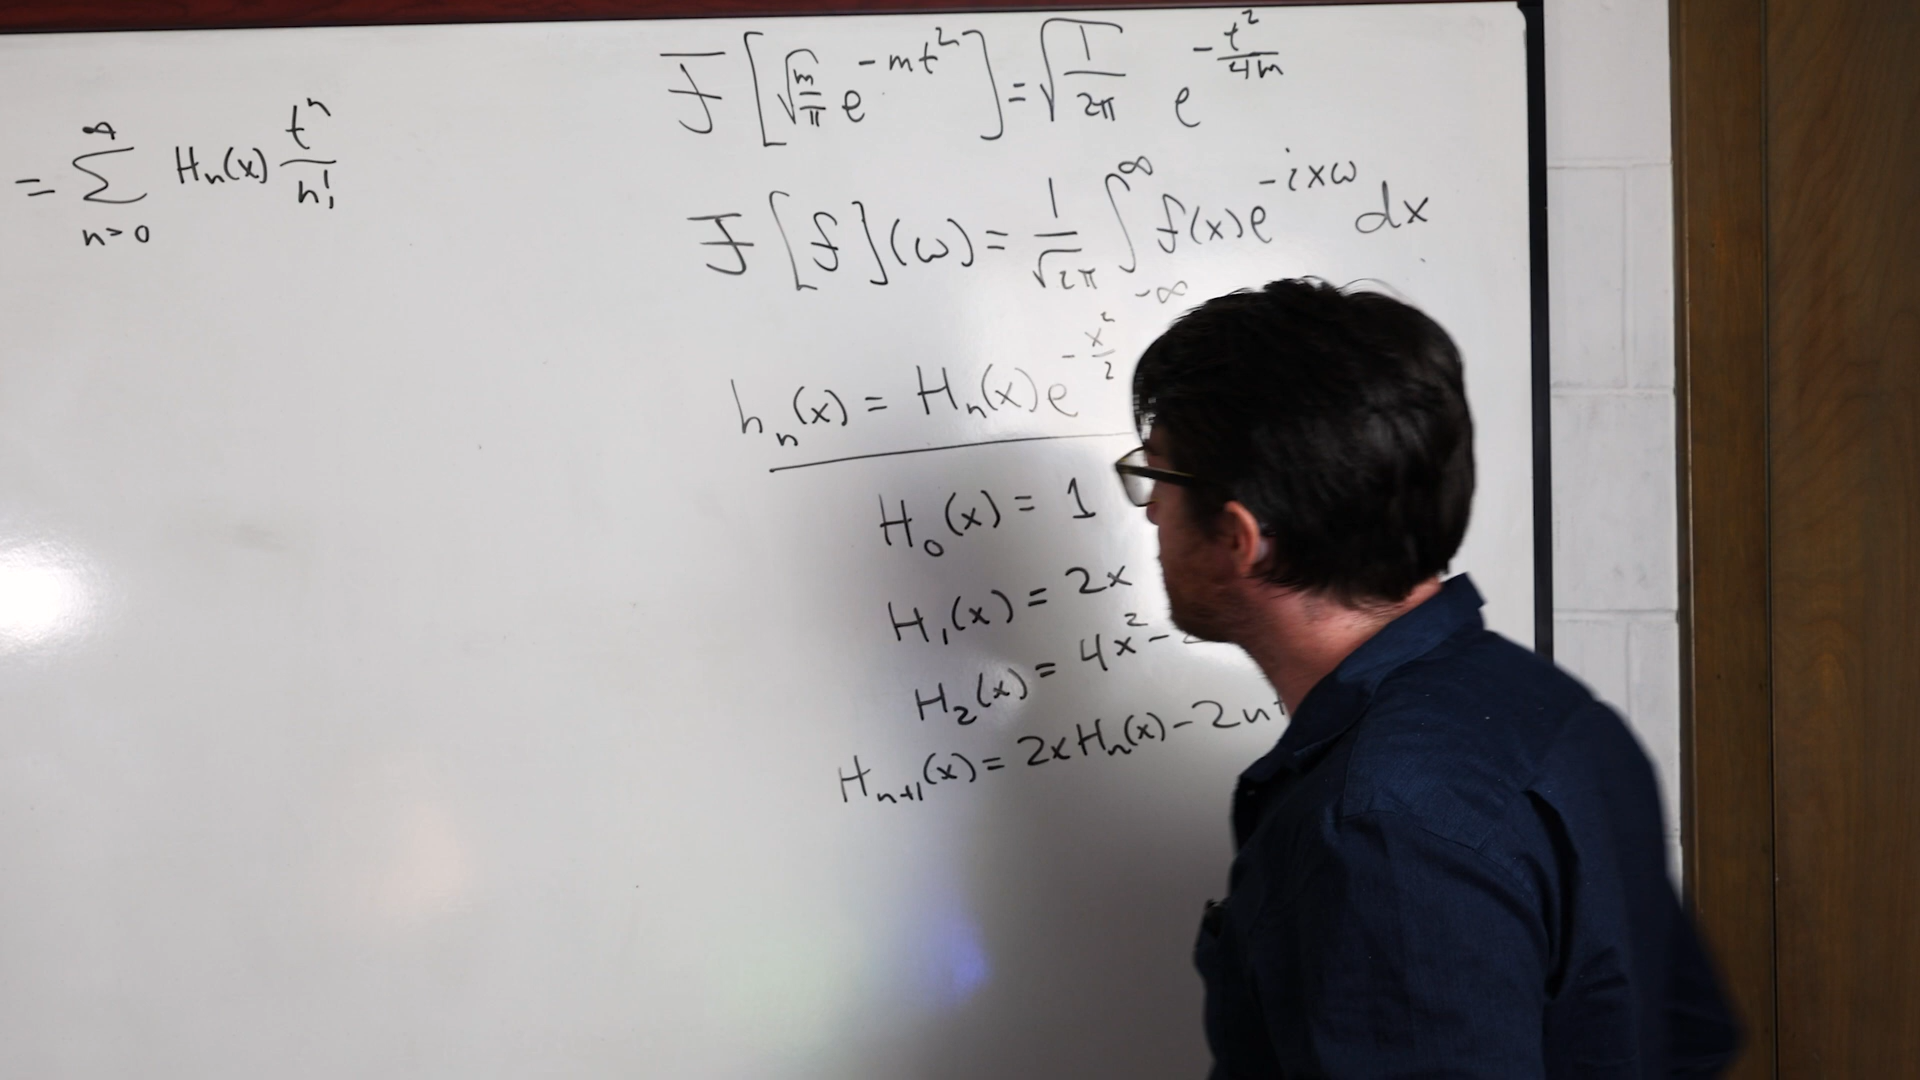 = ∑_{n=0}^{∞} Hₙ(x) tⁿ/n!
F[√(m/π) e^{-mt²}] = √(1/2π) e^{-t²/4m}
F[f](ω) = 1/√2π ∫_{-∞}^{∞} f(x)e^{-ixω} dx
hₙ(x) = Hₙ(x)e^{-x²/2}
H₀(x) = 1
H₁(x) = 2x
H₂(x) = 4x² -
Hₙ₊₁(x) = 2xHₙ(x) - 2n